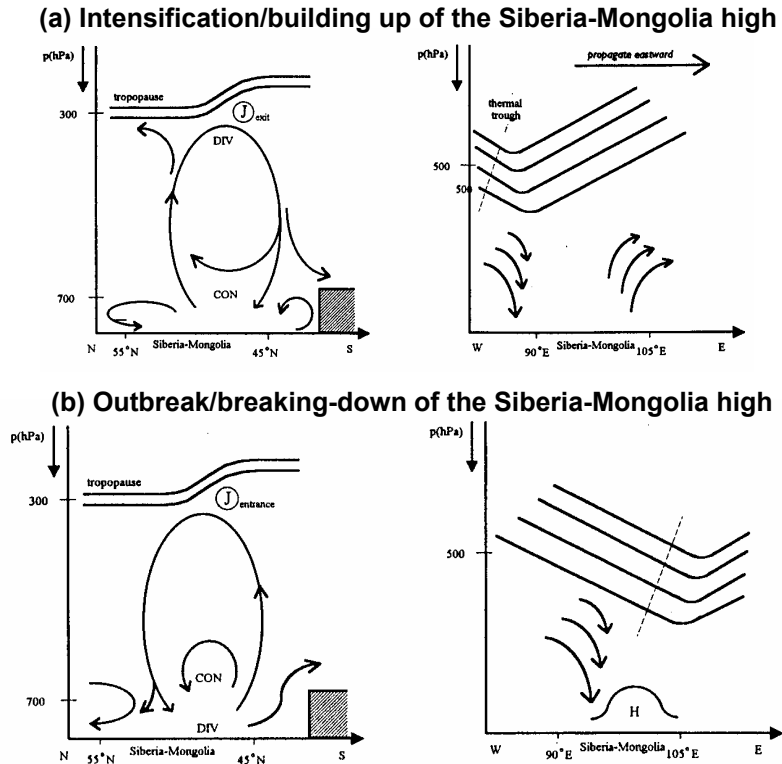 (a) Intensification/building up of the Siberia-Mongolia high
p(hPa)
tropopause
300
J exit
DIV
CON
700
N 55°N Siberia-Mongolia 45°N S
p(hPa)
propagate eastward
thermal
trough
500
500
W 90°E Siberia-Mongolia 105°E E
(b) Outbreak/breaking-down of the Siberia-Mongolia high
p(hPa)
tropopause
300
J entrance
CON
700
DIV
N 55°N Siberia-Mongolia 45°N S
p(hPa)
500
H
W 90°E Siberia-Mongolia 105°E E